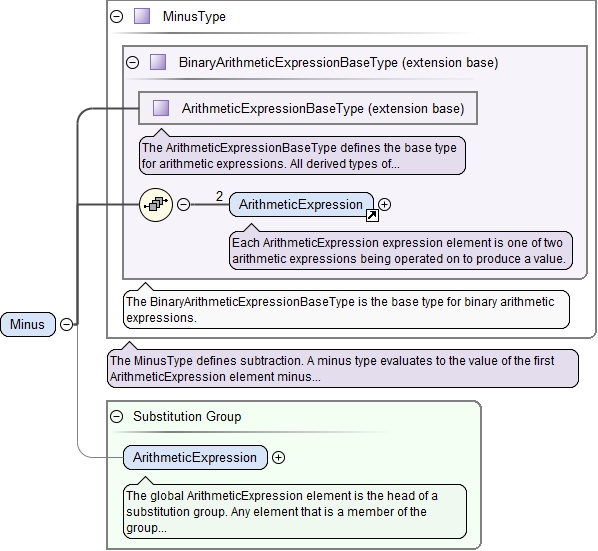 MinusType
BinaryArithmeticExpressionBaseType (extension base)
ArithmeticExpressionBaseType (extension base)
The ArithmeticExpressionBaseType defines the base type
for arithmetic expressions. All derived types of...
2
ArithmeticExpression
Each ArithmeticExpression expression element is one of two
arithmetic expressions being operated on to produce a value.
The BinaryArithmeticExpressionBaseType is the base type for binary arithmetic
expressions.
Minus
The MinusType defines subtraction. A minus type evaluates to the value of the first
ArithmeticExpression element minus...
Substitution Group
ArithmeticExpression
The global ArithmeticExpression element is the head of a
substitution group. Any element that is a member of the
group...